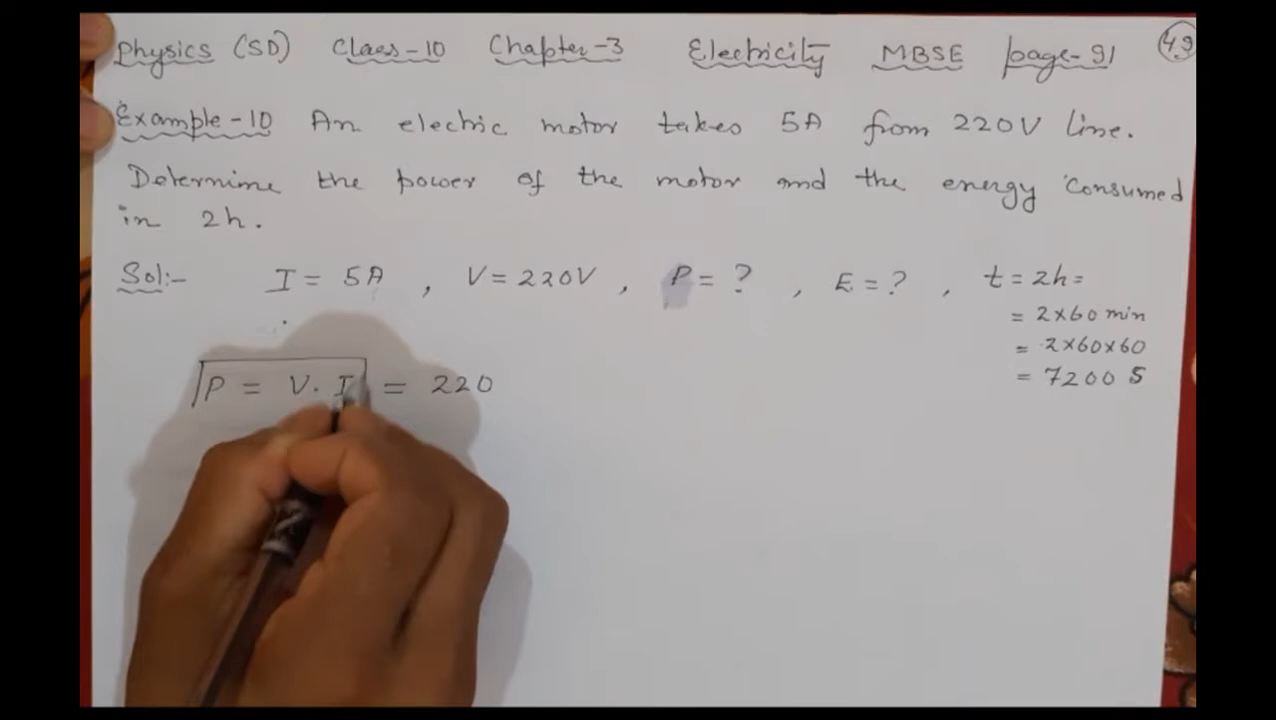 Physics (SD) Class-10 Chapter-3 Electricity MBSE page-91 49
Example-10 An electric motor takes 5A from 220V line.
Determine the power of the motor and the energy consumed
in 2h.
Sol:- I = 5A , V = 220V , P = ? , E = ? , t = 2h =
= 2×60 min
= 2×60×60
= 7200 S
P = V. I = 220